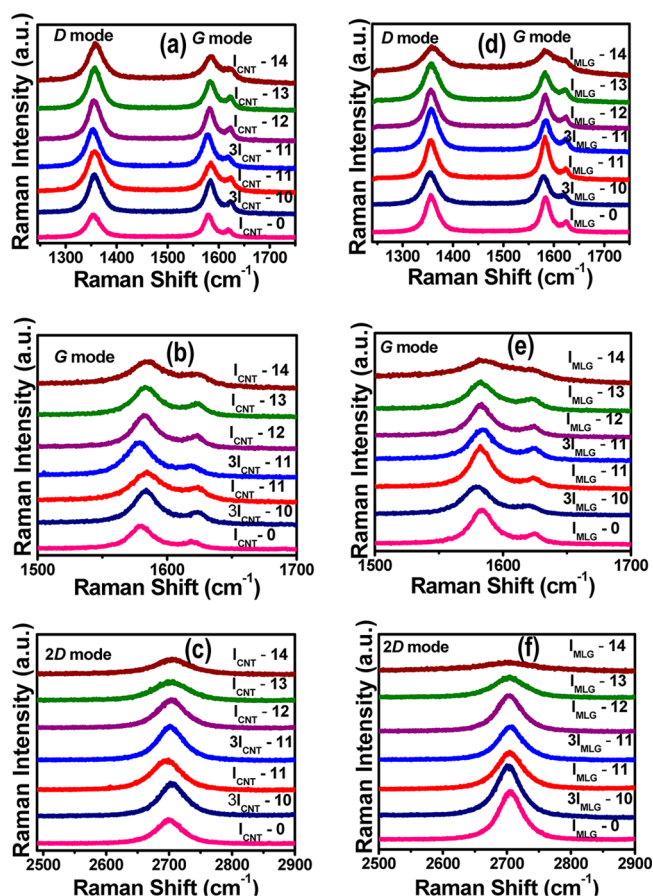 D mode (a) G mode
I_CNT - 14
I_CNT - 13
I_CNT - 12
3I_CNT - 11
I_CNT - 11
3I_CNT - 10
I_CNT - 0
1300 1400 1500 1600 1700
Raman Shift (cm⁻¹)
Raman Intensity (a.u.)
D mode (d) G mode
I_MLG - 14
I_MLG - 13
I_MLG - 12
3I_MLG - 11
I_MLG - 11
3I_MLG - 10
I_MLG - 0
1300 1400 1500 1600 1700
Raman Shift (cm⁻¹)
Raman Intensity (a.u.)
G mode (b)
I_CNT - 14
I_CNT - 13
I_CNT - 12
3I_CNT - 11
I_CNT - 11
3I_CNT - 10
I_CNT - 0
1500 1600 1700
Raman Shift (cm⁻¹)
Raman Intensity (a.u.)
G mode (e)
I_MLG - 14
I_MLG - 13
I_MLG - 12
3I_MLG - 11
I_MLG - 11
3I_MLG - 10
I_MLG - 0
1500 1600 1700
Raman Shift (cm⁻¹)
Raman Intensity (a.u.)
2D mode (c)
I_CNT - 14
I_CNT - 13
I_CNT - 12
3I_CNT - 11
I_CNT - 11
3I_CNT - 10
I_CNT - 0
2500 2600 2700 2800 2900
Raman Shift (cm⁻¹)
Raman Intensity (a.u.)
2D mode (f)
I_MLG - 14
I_MLG - 13
I_MLG - 12
3I_MLG - 11
I_MLG - 11
3I_MLG - 10
I_MLG - 0
2500 2600 2700 2800 2900
Raman Shift (cm⁻¹)
Raman Intensity (a.u.)